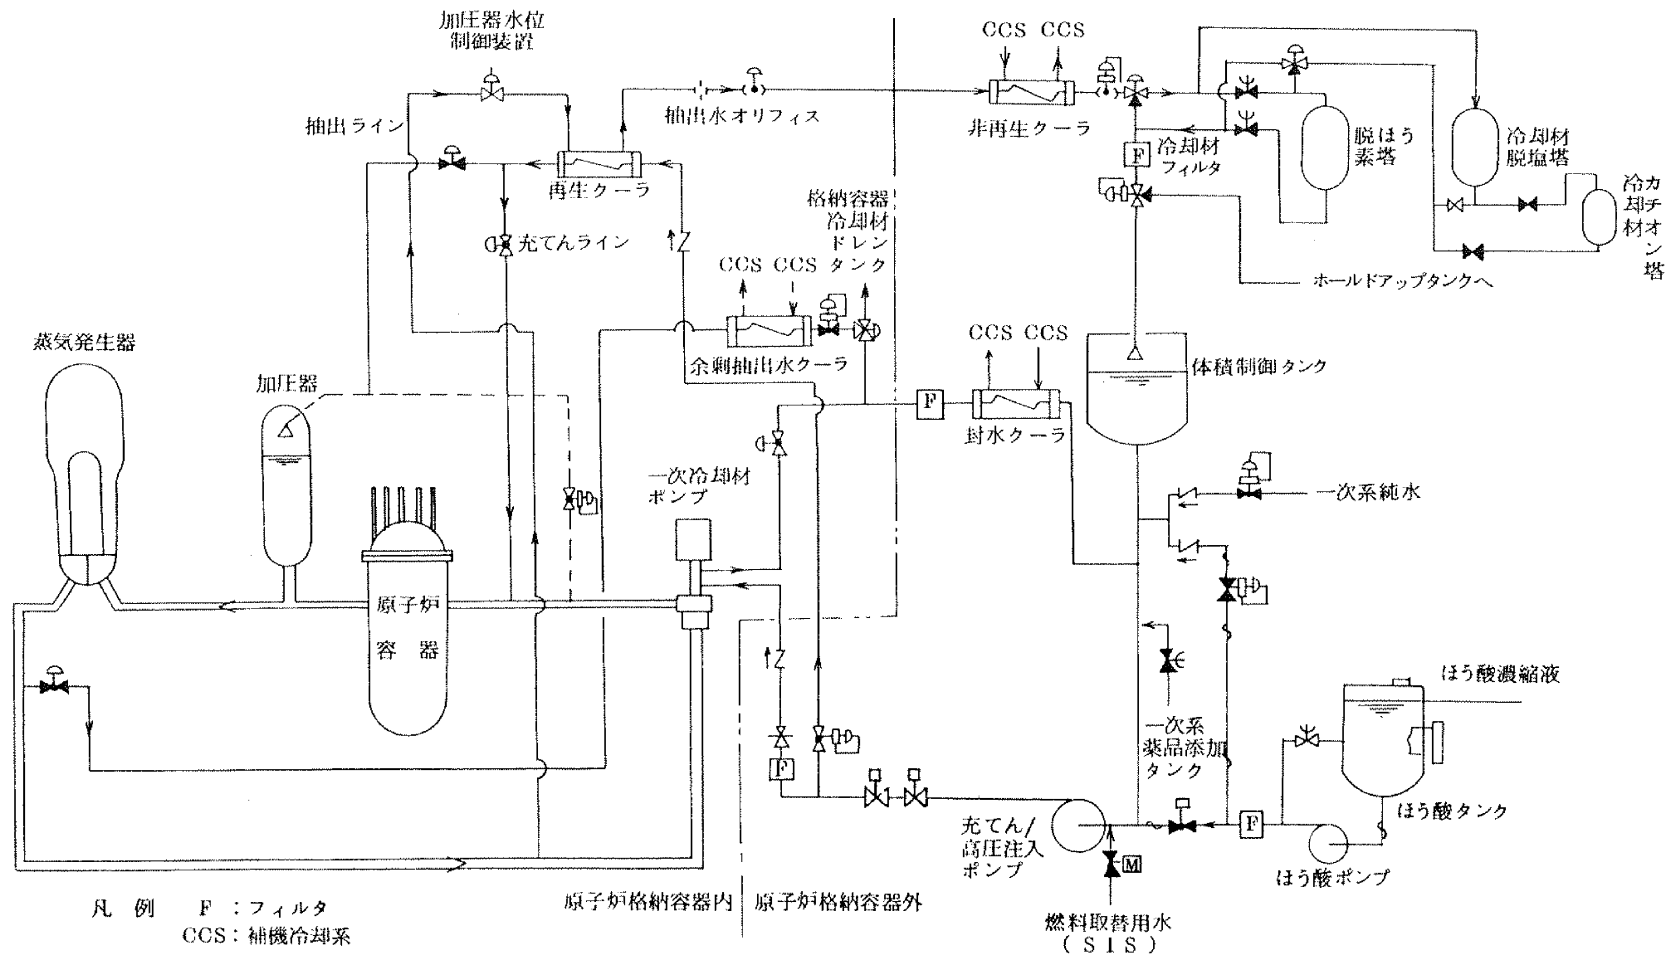 加圧器水位
制御装置
抽出ライン
抽出水オリフィス
再生クーラ
充てんライン
CCS CCS
非再生クーラ
F
冷却材
フィルタ
脱ほう
素塔
冷却材
脱塩塔
冷却材
カチオン塔
ホールドアップタンクへ
格納容器
冷却材
ドレン
タンク
CCS CCS
余剰抽出水クーラ
CCS CCS
F
封水クーラ
体積制御タンク
蒸気発生器
加圧器
一次冷却材
ポンプ
原子炉
容器
一次系純水
一次系
薬品添加
タンク
ほう酸濃縮液
ほう酸タンク
F
F
ほう酸ポンプ
充てん/
高圧注入
ポンプ
M
燃料取替用水
(SIS)
原子炉格納容器内
原子炉格納容器外
凡 例 F :フィルタ
CCS:補機冷却系